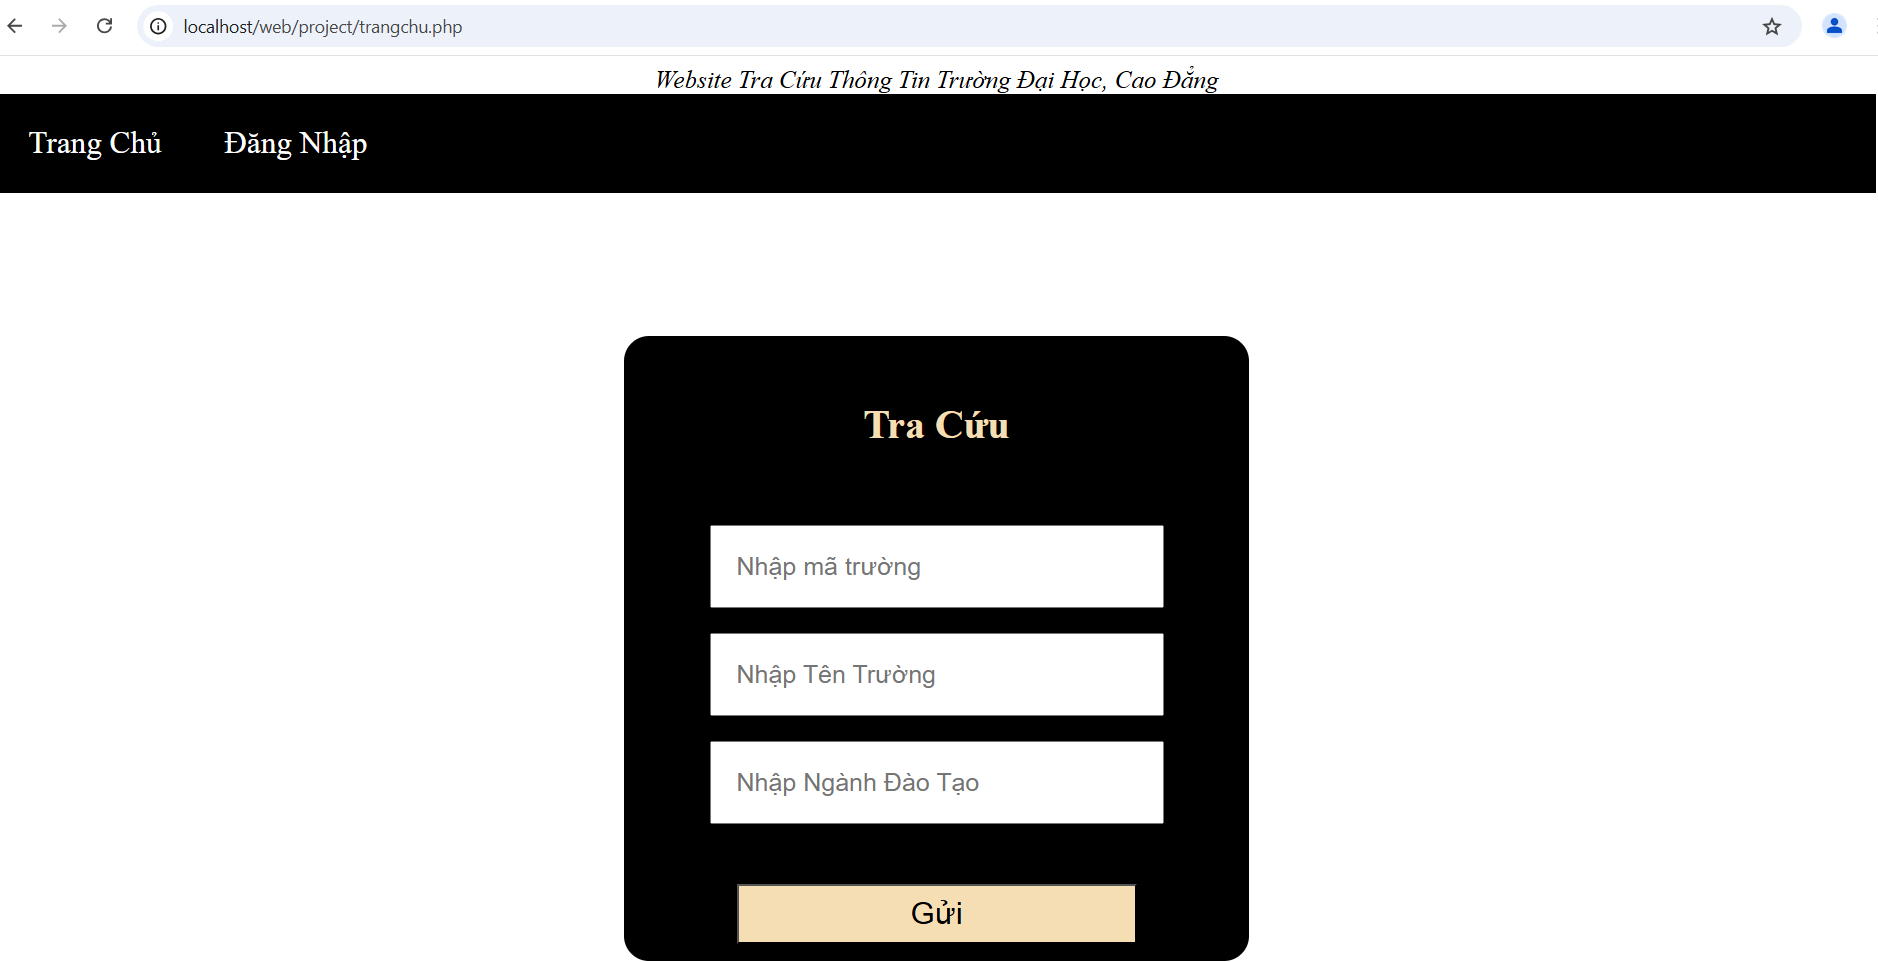 localhost/web/project/trangchu.php
Website Tra Cứu Thông Tin Trường Đại Học, Cao Đẳng
Trang Chủ Đăng Nhập
Tra Cứu
Nhập mã trường
Nhập Tên Trường
Nhập Ngành Đào Tạo
Gửi